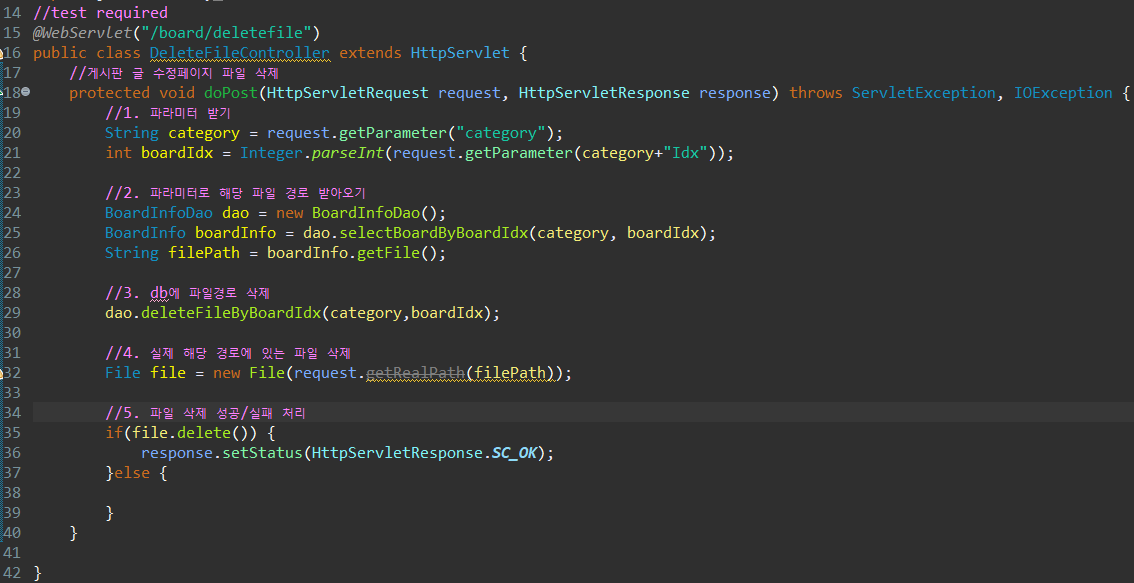 14 //test required
15 @WebServlet("/board/deletefile")
16 public class DeleteFileController extends HttpServlet {
17 //게시판 글 수정페이지 파일 삭제
18 protected void doPost(HttpServletRequest request, HttpServletResponse response) throws ServletException, IOException {
19 //1. 파라미터 받기
20 String category = request.getParameter("category");
21 int boardIdx = Integer.parseInt(request.getParameter(category+"Idx"));
22
23 //2. 파라미터로 해당 파일 경로 받아오기
24 BoardInfoDao dao = new BoardInfoDao();
25 BoardInfo boardInfo = dao.selectBoardByBoardIdx(category, boardIdx);
26 String filePath = boardInfo.getFile();
27
28 //3. db에 파일경로 삭제
29 dao.deleteFileByBoardIdx(category,boardIdx);
30
31 //4. 실제 해당 경로에 있는 파일 삭제
32 File file = new File(request.getRealPath(filePath));
33
34 //5. 파일 삭제 성공/실패 처리
35 if(file.delete()) {
36 response.setStatus(HttpServletResponse.SC_OK);
37 }else {
38
39 }
40 }
41
42 }